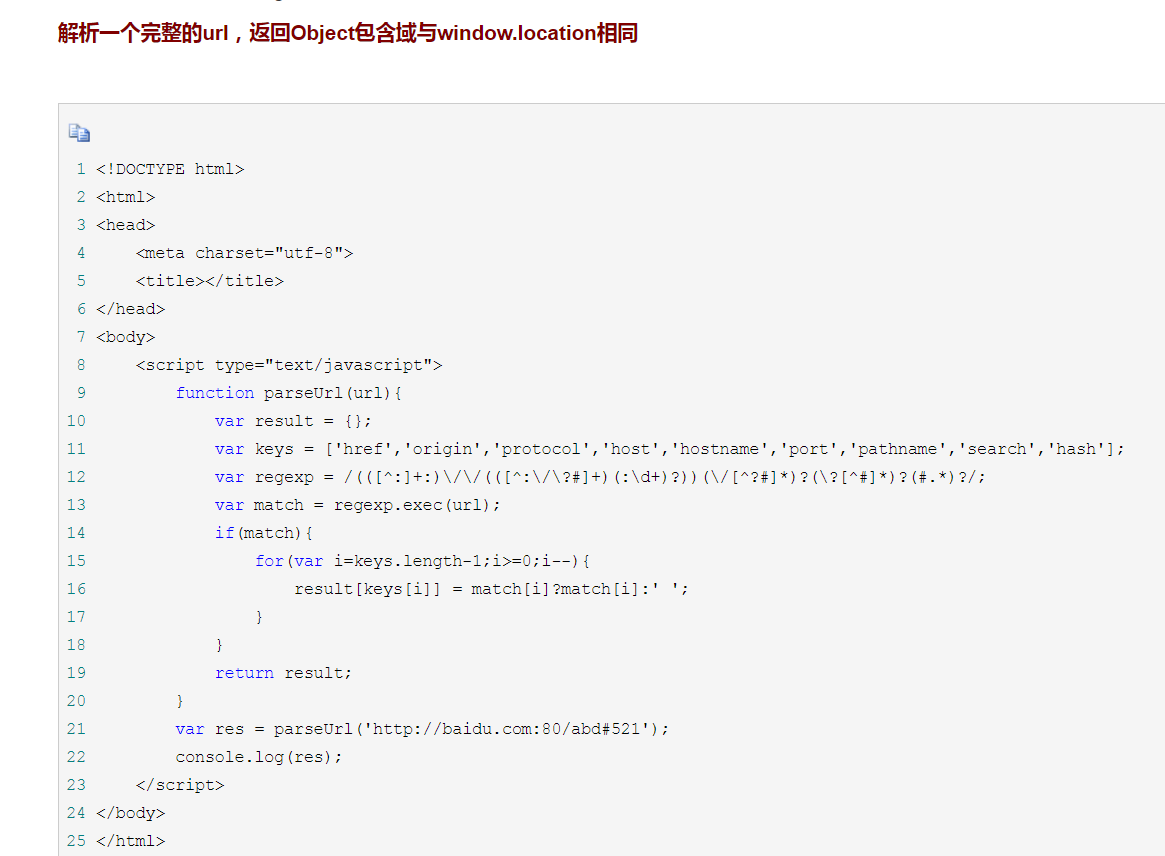 解析一个完整的url，返回Object包含域与window.location相同
1 <!DOCTYPE html>
2 <html>
3 <head>
4     <meta charset="utf-8">
5     <title></title>
6 </head>
7 <body>
8     <script type="text/javascript">
9         function parseUrl(url){
10             var result = {};
11             var keys = ['href','origin','protocol','host','hostname','port','pathname','search','hash'];
12             var regexp = /(([^:]+:)\/\/(([^:\/\?#]+)(:\d+)?))(\/[^?#]*)?(\?[^#]*)?(#.*)?/;
13             var match = regexp.exec(url);
14             if(match){
15                 for(var i=keys.length-1;i>=0;i--){
16                     result[keys[i]] = match[i]?match[i]:' ';
17                 }
18             }
19             return result;
20         }
21         var res = parseUrl('http://baidu.com:80/abd#521');
22         console.log(res);
23     </script>
24 </body>
25 </html>